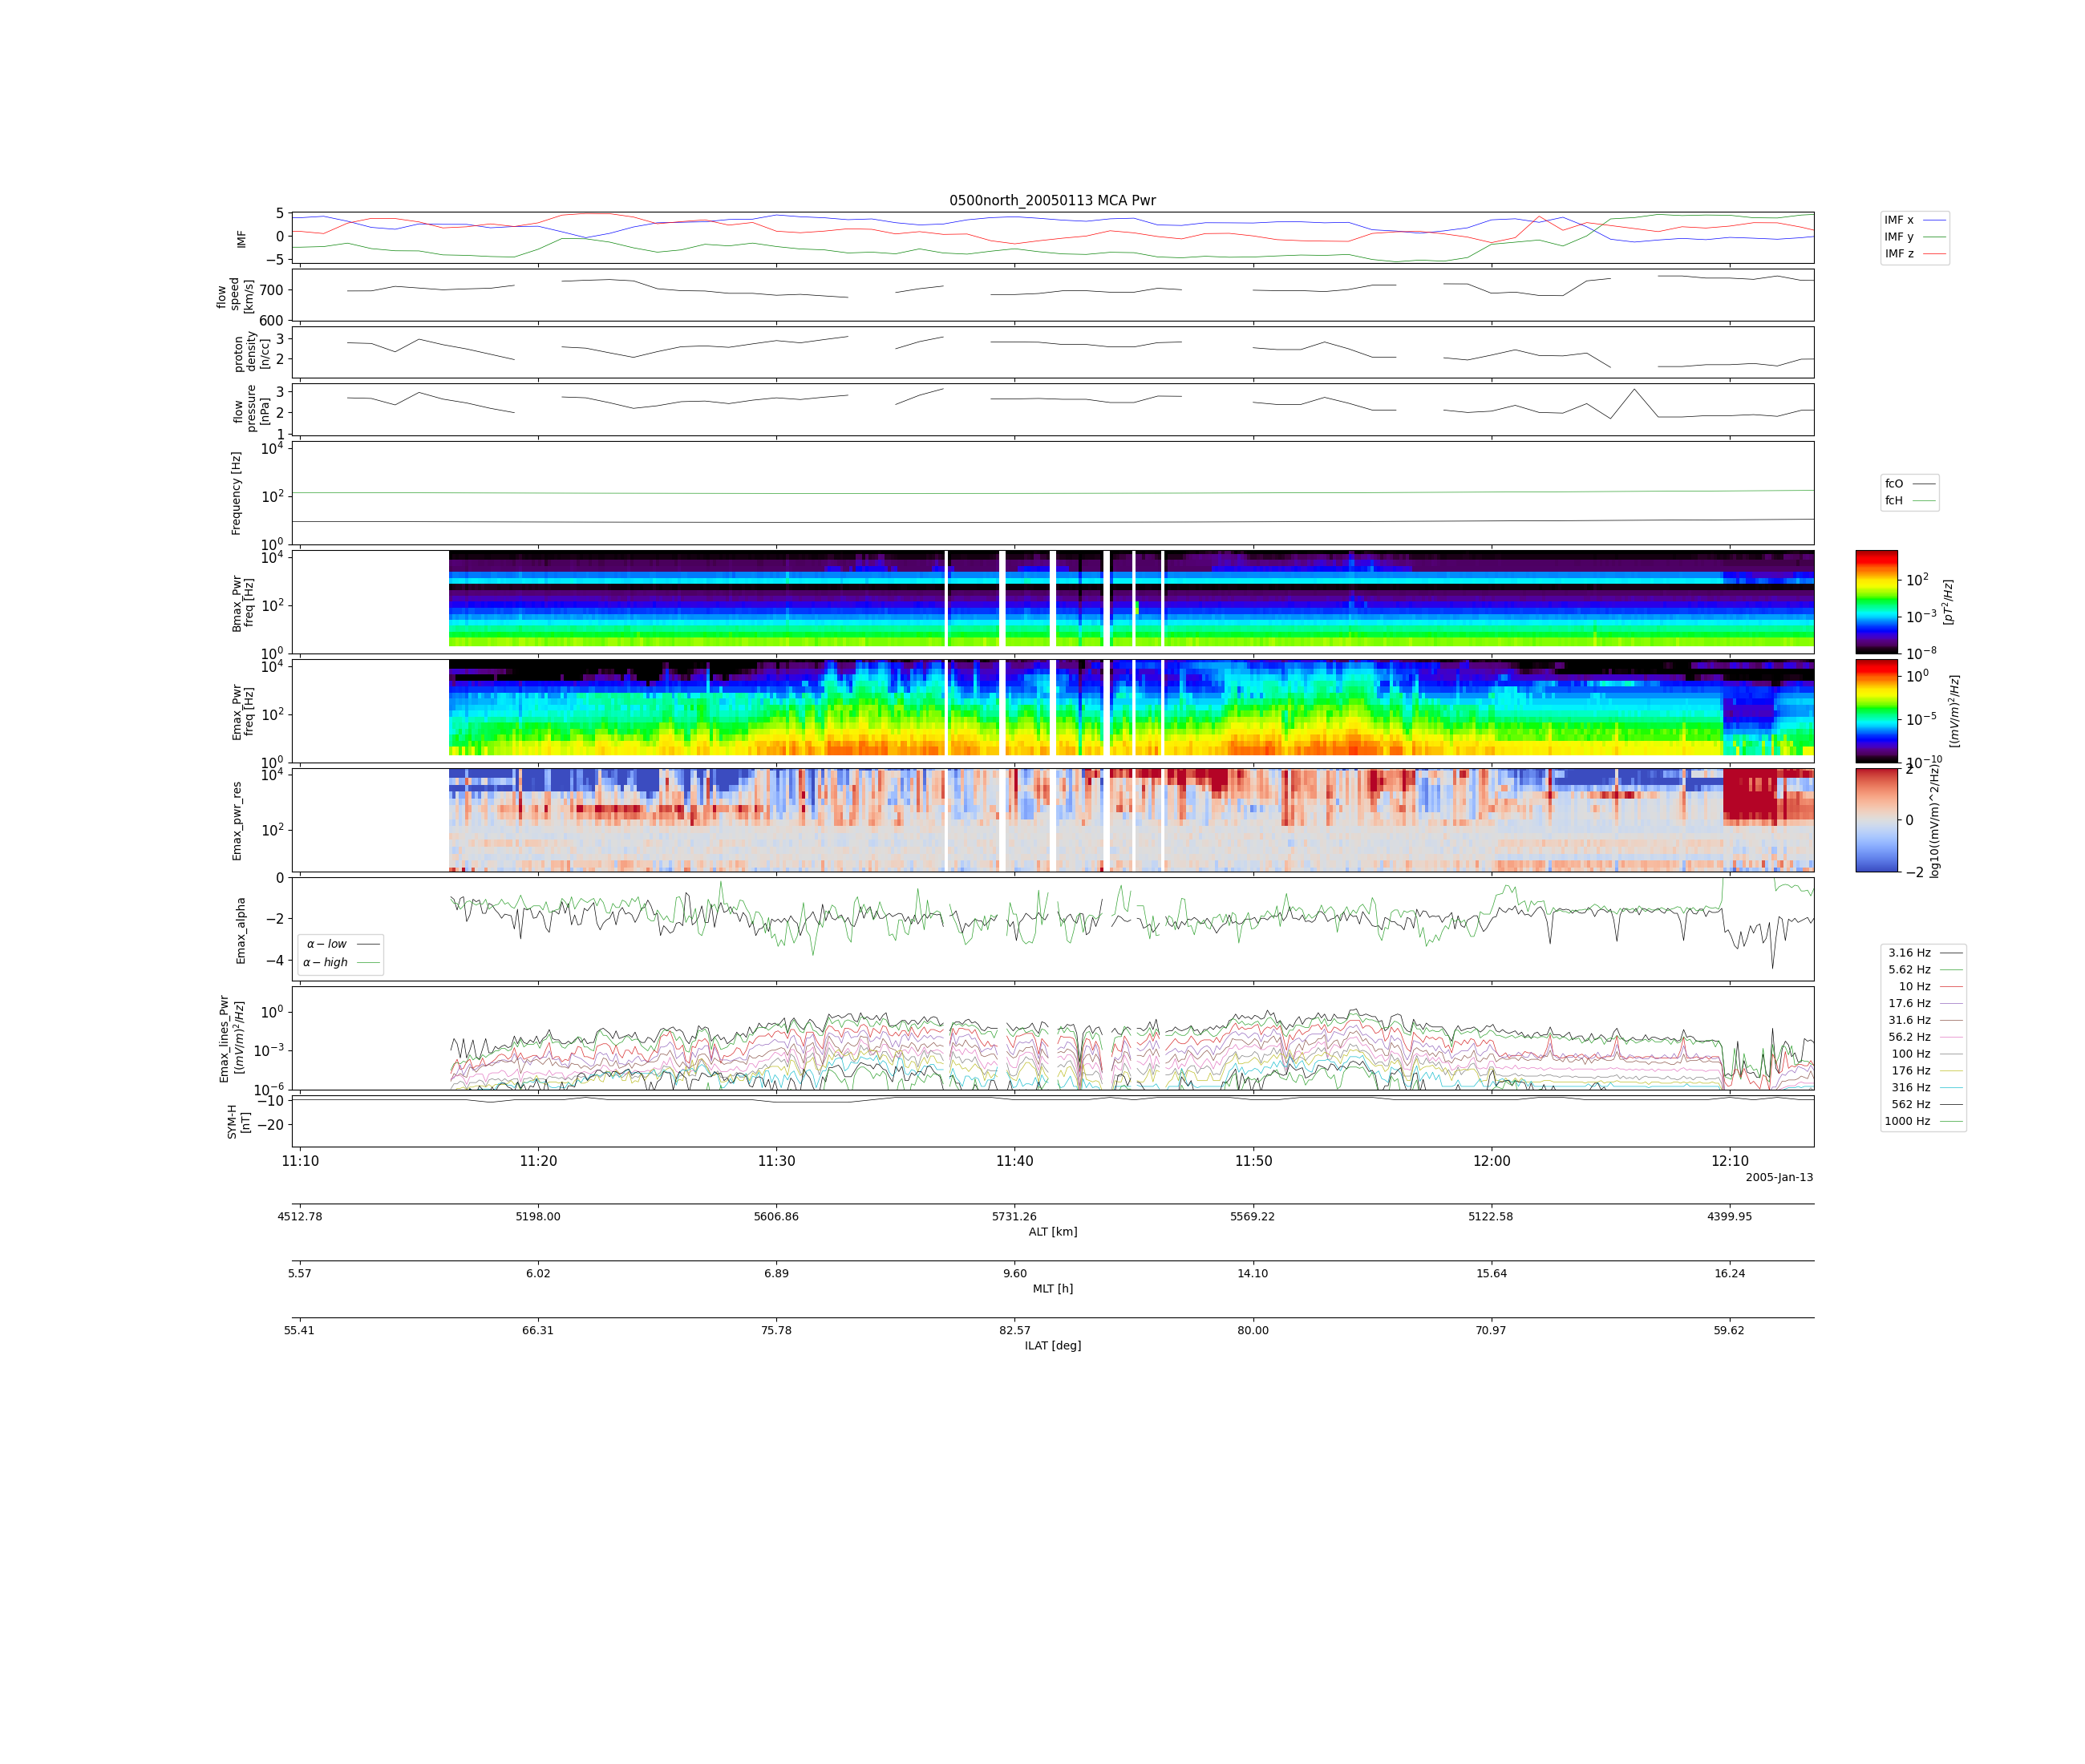 0500north_20050113 MCA Pwr
5
0
−5
IMF
IMF x
IMF y
IMF z
700
600
flow
speed
[km/s]
3
2
proton
density
[n/cc]
3
2
1
flow
pressure
[nPa]
10^4
10^2
10^0
Frequency [Hz]
fcO
fcH
10^4
10^2
10^0
Bmax_Pwr
freq [Hz]
10^2
10^−3
10^−8
[pT^2/Hz]
10^4
10^2
10^0
Emax_Pwr
freq [Hz]
10^0
10^−5
10^−10
[(mV/m)^2/Hz]
10^4
10^2
Emax_pwr_res
2
0
−2
log10((mV/m)^2/Hz)
0
−2
−4
Emax_alpha
α − low
α − high
10^0
10^−3
10^−6
Emax_lines_Pwr
[(mV/m)^2/Hz]
3.16 Hz
5.62 Hz
10 Hz
17.6 Hz
31.6 Hz
56.2 Hz
100 Hz
176 Hz
316 Hz
562 Hz
1000 Hz
−10
−20
SYM-H
[nT]
11:10 11:20 11:30 11:40 11:50 12:00 12:10
2005-Jan-13
4512.78 5198.00 5606.86 5731.26 5569.22 5122.58 4399.95
ALT [km]
5.57 6.02 6.89 9.60 14.10 15.64 16.24
MLT [h]
55.41 66.31 75.78 82.57 80.00 70.97 59.62
ILAT [deg]